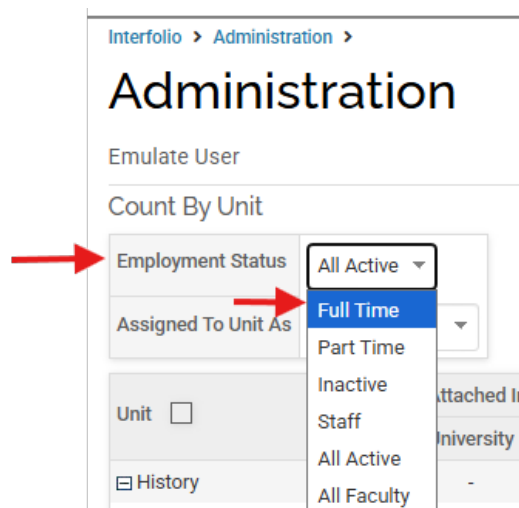 Interfolio > Administration >
Administration
Emulate User
Count By Unit
Employment Status All Active
Full Time
Assigned To Unit As
Part Time
Inactive
Unit
Staff
University
All Active
History -
All Faculty